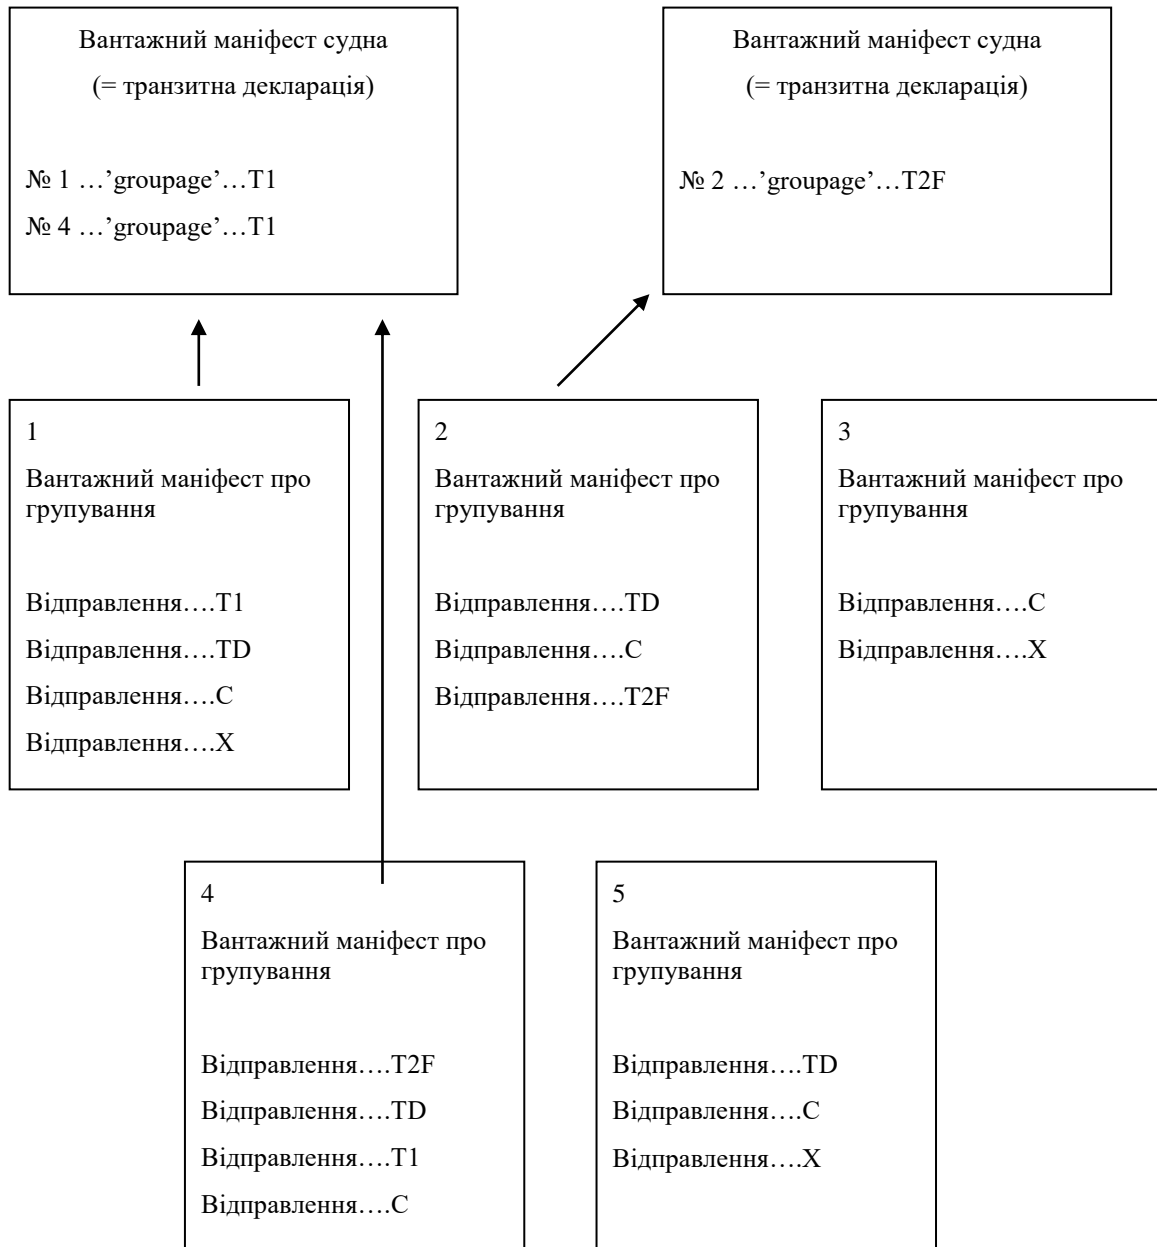 Вантажний маніфест судна
(= транзитна декларація)
№ 1 …’groupage’…T1
№ 4 …’groupage’…T1
Вантажний маніфест судна
(= транзитна декларація)
№ 2 …’groupage’…T2F
1
Вантажний маніфест про
групування
Відправлення….T1
Відправлення….TD
Відправлення….C
Відправлення….X
2
Вантажний маніфест про
групування
Відправлення….TD
Відправлення….C
Відправлення….T2F
3
Вантажний маніфест про
групування
Відправлення….C
Відправлення….X
4
Вантажний маніфест про
групування
Відправлення….T2F
Відправлення….TD
Відправлення….T1
Відправлення….C
5
Вантажний маніфест про
групування
Відправлення….TD
Відправлення….C
Відправлення….X